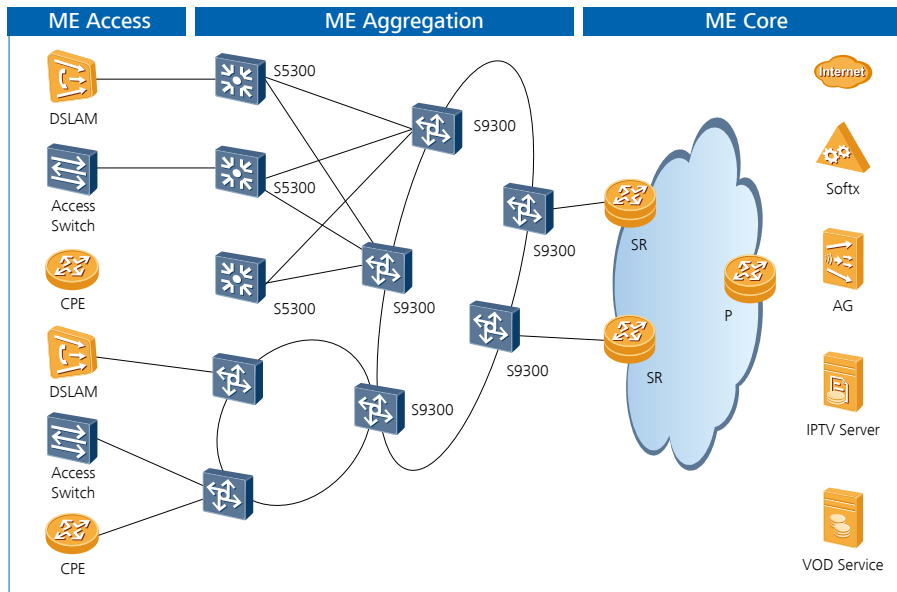 ME Access
ME Aggregation
ME Core
DSLAM
Access
Switch
CPE
DSLAM
Access
Switch
CPE
S5300
S5300
S5300
S9300
S9300
S9300
S9300
S9300
SR
SR
P
Internet
Softx
AG
IPTV Server
VOD Service